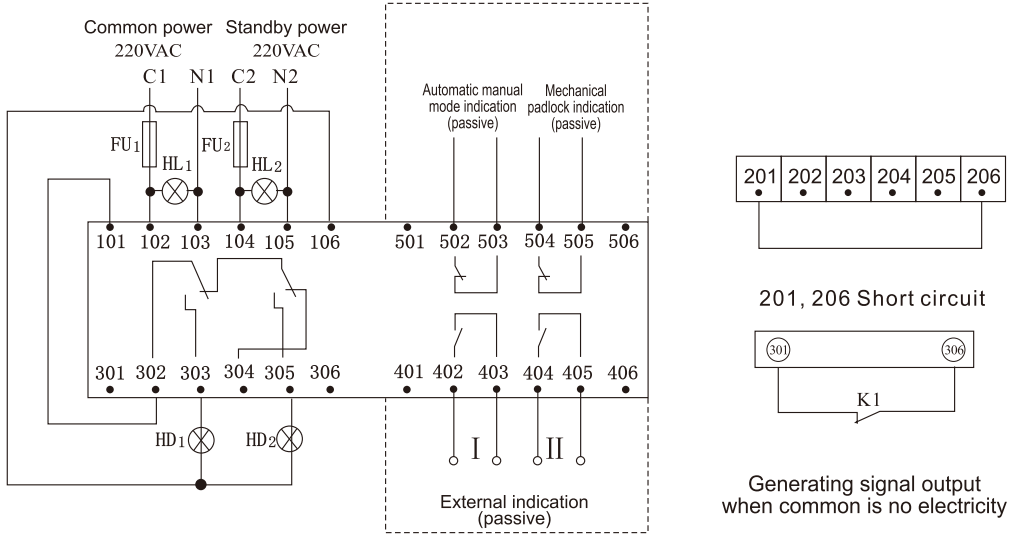 Common power Standby power
220VAC 220VAC
C1 N1 C2 N2
Automatic manual
mode indication
(passive)
Mechanical
padlock indication
(passive)
FU1 HL1 FU2 HL2
101 102 103 104 105 106 501 502 503 504 505 506
301 302 303 304 305 306 401 402 403 404 405 406
HD1 HD2 I II
External indication
(passive)
201 202 203 204 205 206
201, 206 Short circuit
301 306
K1
Generating signal output
when common is no electricity